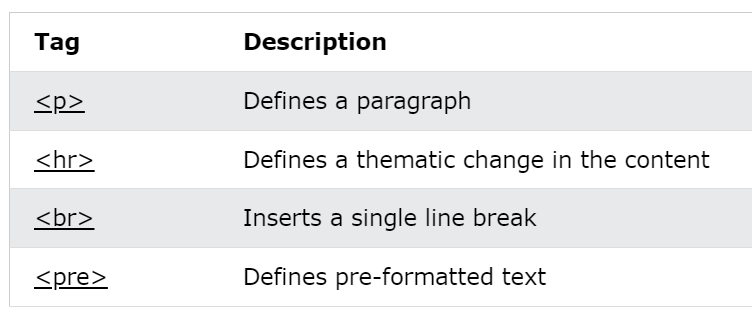 Tag Description
<p> Defines a paragraph
<hr> Defines a thematic change in the content
<br> Inserts a single line break
<pre> Defines pre-formatted text